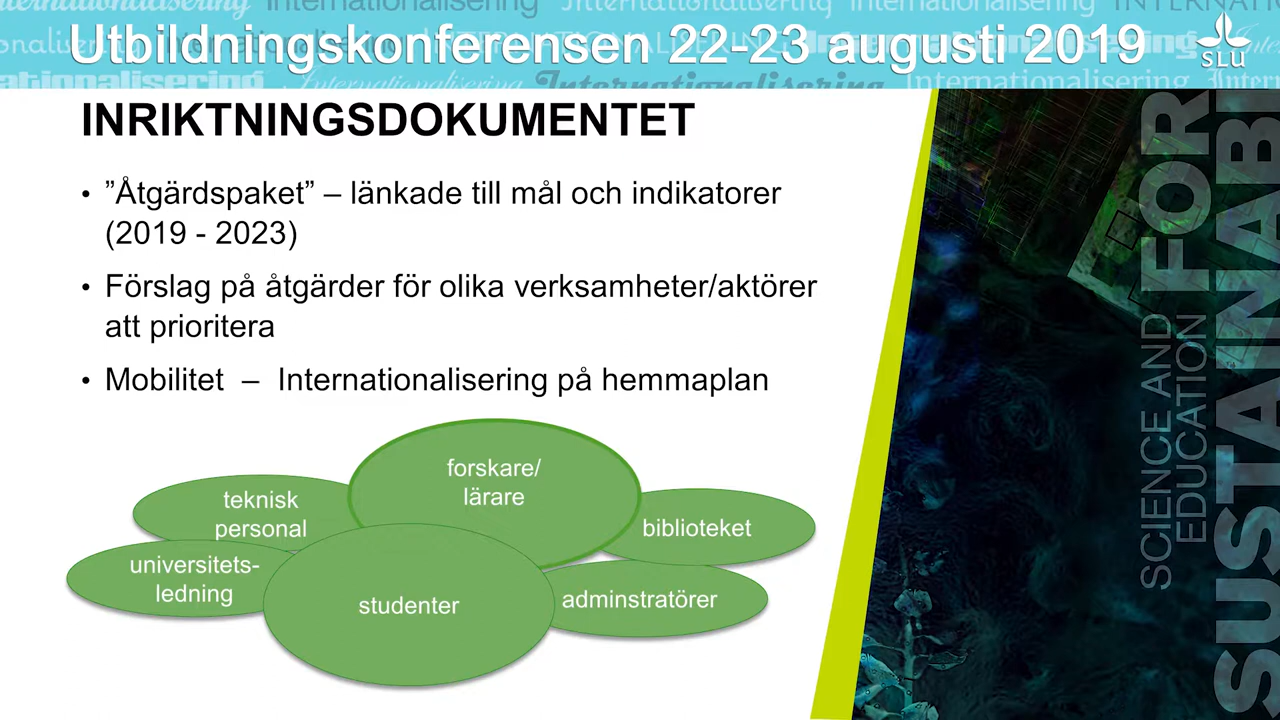 Utbildningskonferensen 22-23 augusti 2019
SLU
INRIKTNINGSDOKUMENTET
• ”Åtgärdspaket” – länkade till mål och indikatorer
(2019 - 2023)
• Förslag på åtgärder för olika verksamheter/aktörer
att prioritera
• Mobilitet – Internationalisering på hemmaplan
forskare/
lärare
teknisk
personal
biblioteket
universitets-
ledning
studenter
adminstratörer
SCIENCE AND
EDUCATION
FOR
SUSTAINABI